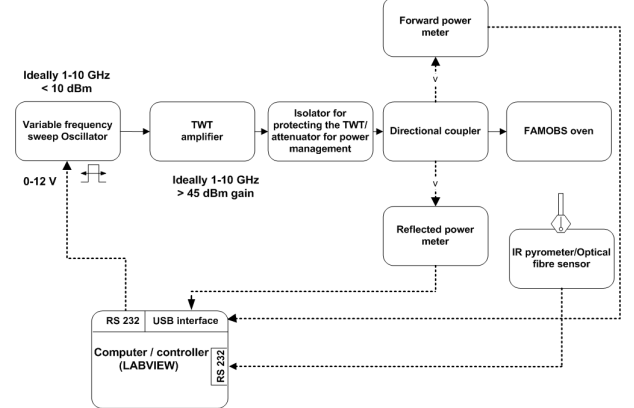 Forward power
meter
Ideally 1-10 GHz
< 10 dBm
Variable frequency
sweep Oscillator
TWT
amplifier
Isolator for
protecting the TWT/
attenuator for power
management
Directional coupler
FAMOBS oven
V
V
0-12 V
Ideally 1-10 GHz
> 45 dBm gain
Reflected power
meter
IR pyrometer/Optical
fibre sensor
RS 232
USB interface
Computer / controller
(LABVIEW)
RS 232